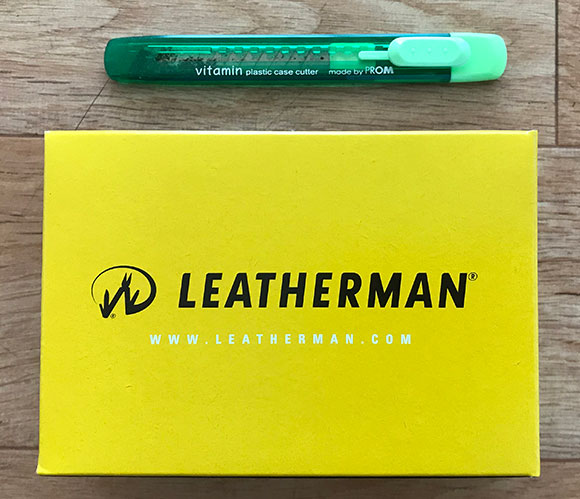 vitamin plastic case cutter made by PROM
LEATHERMAN®
®
WWW.LEATHERMAN.COM